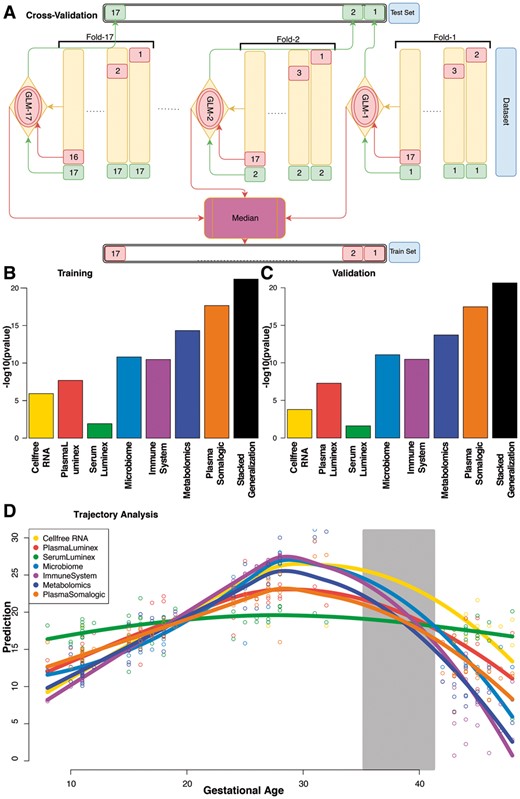 A
Cross-Validation
17
2
1
Test Set
Fold-17
Fold-2
Fold-1
1
2
1
3
2
3
GLM-17
GLM-2
GLM-1
Dataset
16
17
17
17
17
2
2
2
17
1
1
1
Median
17
2
1
Train Set
B
Training
-log10(pvalue)
20
15
10
5
0
Cellfree RNA
PlasmaL uminex
Serum Luminex
Microbiome
Immune System
Metabolomics
Plasma Somalogic
Stacked Generalization
C
Validation
-log10(pvalue)
20
15
10
5
0
Cellfree RNA
Plasma Luminex
Serum Luminex
Microbiome
Immune System
Metabolomics
Plasma Somalogic
Stacked Generalization
D
Trajectory Analysis
Cellfree RNA
PlasmaLuminex
SerumLuminex
Microbiome
ImmuneSystem
Metabolomics
PlasmaSomalogic
Prediction
30
25
20
15
10
5
0
10
20
30
40
Gestational Age